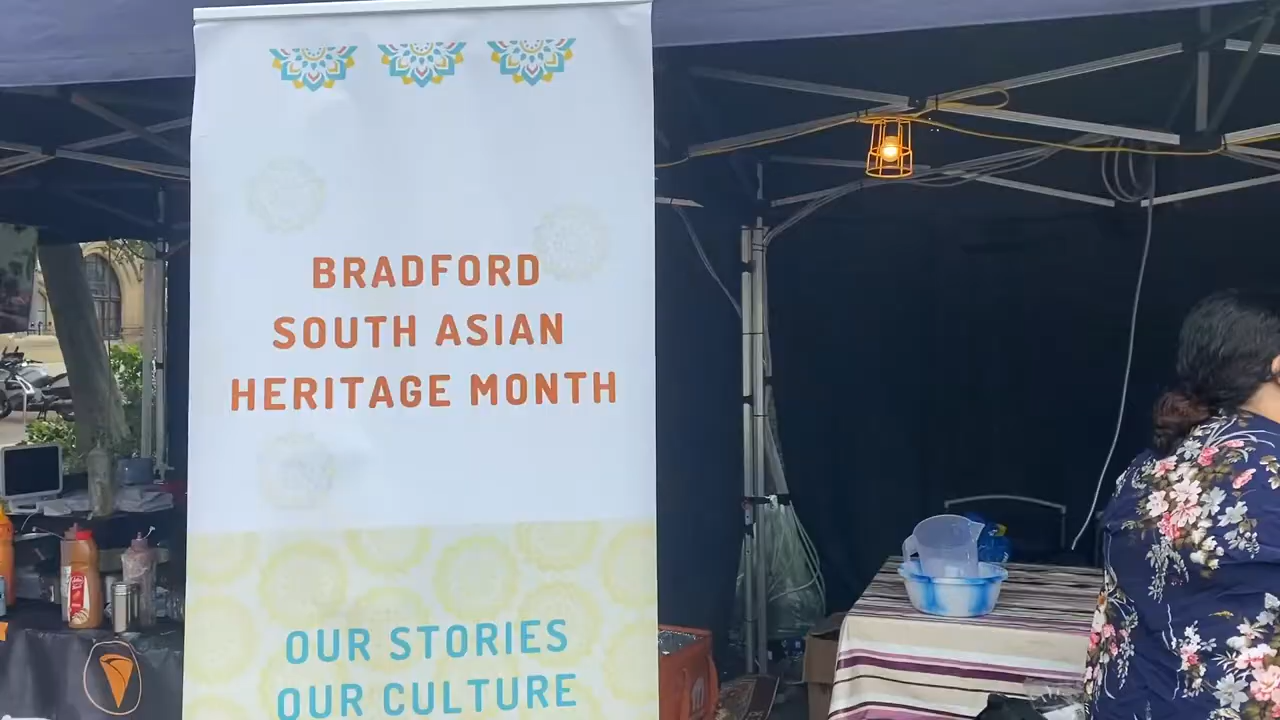 BRADFORD
SOUTH ASIAN
HERITAGE MONTH
OUR STORIES
OUR CULTURE